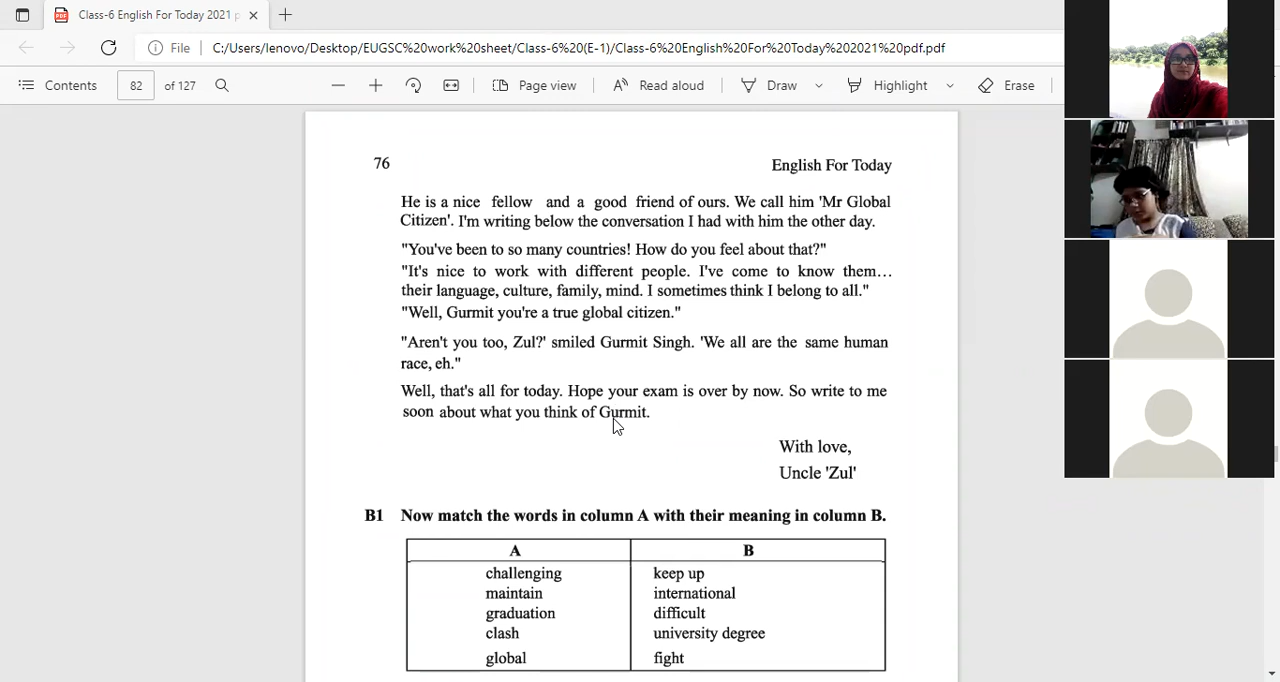 Class-6 English For Today 2021 p
File
C:/Users/lenovo/Desktop/EUGSC%20work%20sheet/Class-6%20(E-1)/Class-6%20English%20For%20Today%202021%20pdf.pdf
Contents
82
of 127
Page view
Read aloud
Draw
Highlight
Erase
76
English For Today
He is a nice fellow and a good friend of ours. We call him 'Mr Global
Citizen'. I'm writing below the conversation I had with him the other day.
"You've been to so many countries! How do you feel about that?"
"It's nice to work with different people. I've come to know them…
their language, culture, family, mind. I sometimes think I belong to all."
"Well, Gurmit you're a true global citizen."
"Aren't you too, Zul?' smiled Gurmit Singh. 'We all are the same human
race, eh."
Well, that's all for today. Hope your exam is over by now. So write to me
soon about what you think of Gurmit.
With love,
Uncle 'Zul'
B1 Now match the words in column A with their meaning in column B.
A B
challenging keep up
maintain international
graduation difficult
clash university degree
global fight